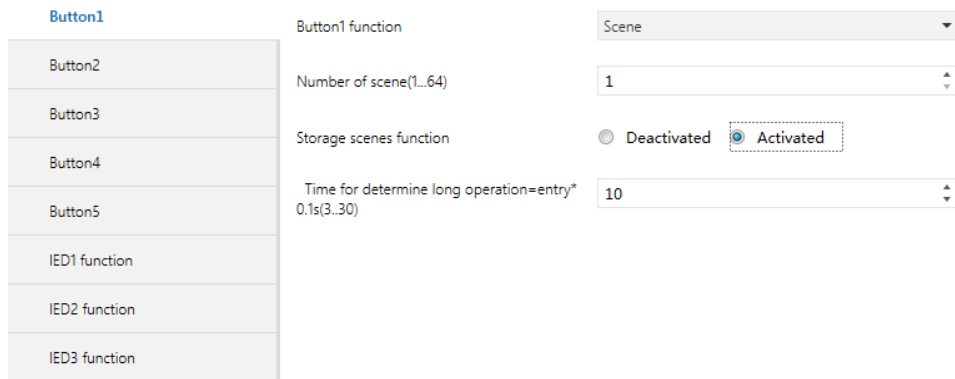 Button1
Button1 function
Scene
Button2
Number of scene(1...64)
1
Button3
Storage scenes function
Deactivated
Activated
Button4
Time for determine long operation=entry*
0.1s(3..30)
10
Button5
IED1 function
IED2 function
IED3 function